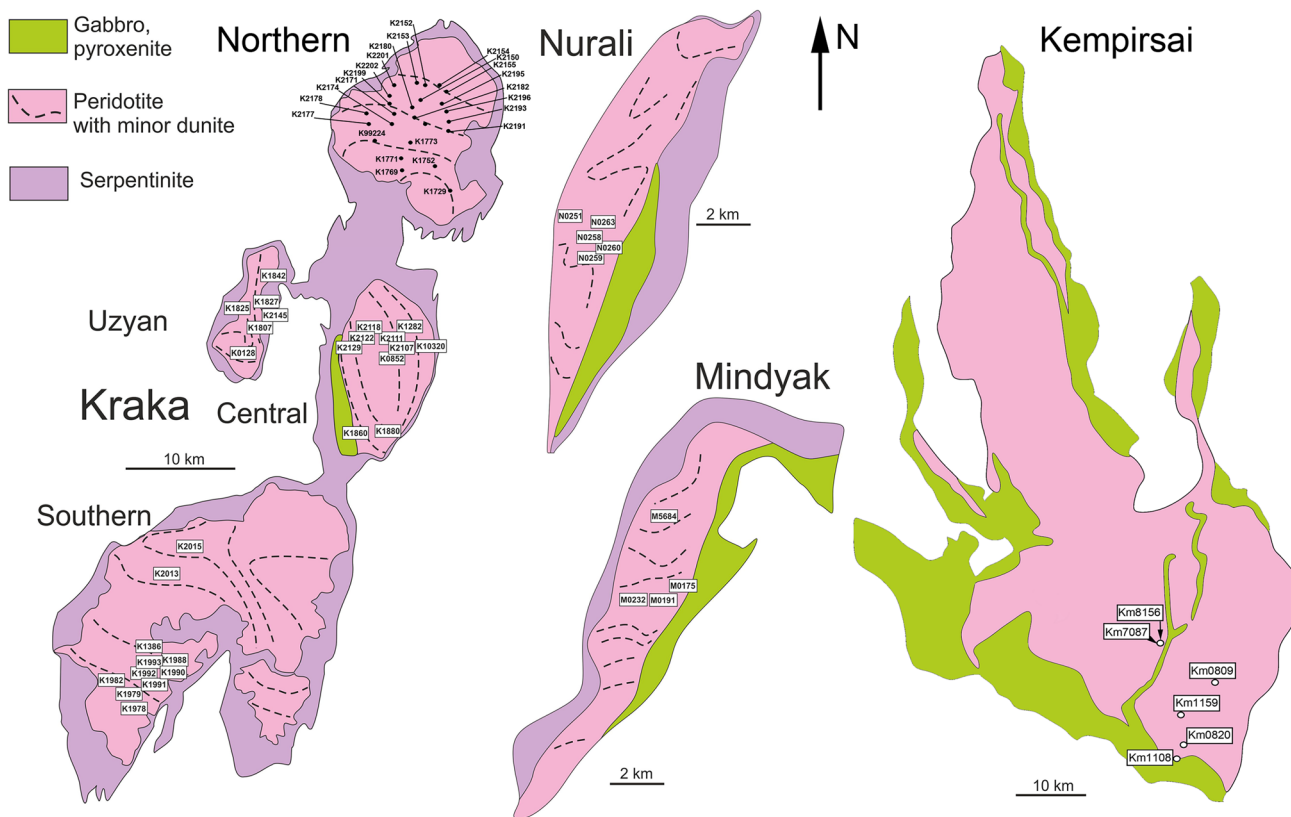 Gabbro,
pyroxenite
Peridotite
with minor dunite
Serpentinite
Northern
K2152
K2153
K2180
K2201
K2202
K2199
K2171
K2174
K2178
K2177
K2154
K2150
K2155
K2195
K2182
K2196
K2193
K2191
K99224
K1773
K1771
K1752
K1769
K1729
Uzyan
K1842
K1827
K1825
K2145
K1807
K0128
Kraka
Central
K2118
K1282
K2122
K2111
K2129
K2107
K10320
K0852
K1860
K1880
10 km
Southern
K2015
K2013
K1386
K1993
K1988
K1992
K1990
K1982
K1991
K1979
K1978
Nurali
N0251
N0263
N0258
N0260
N0259
2 km
N
Mindyak
M5684
M0175
M0232
M0191
2 km
Kempirsai
Km8156
Km7087
Km0809
Km1159
Km0820
Km1108
10 km